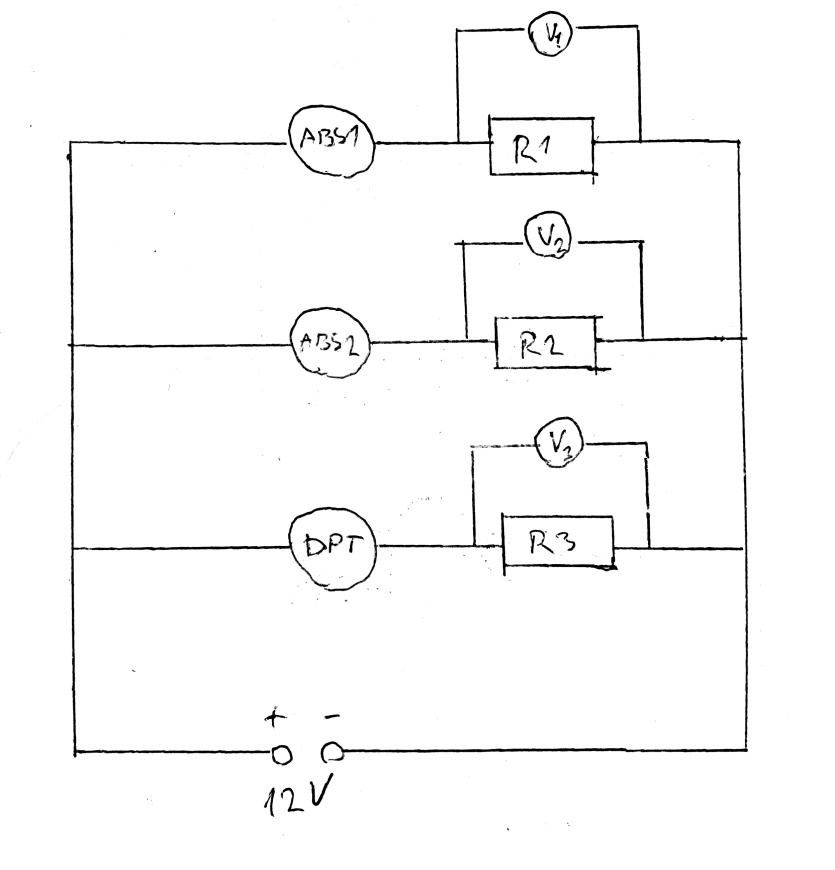 V1
ABS1
R1
V2
ABS2
R2
V3
DPT
R3
+ -
12V